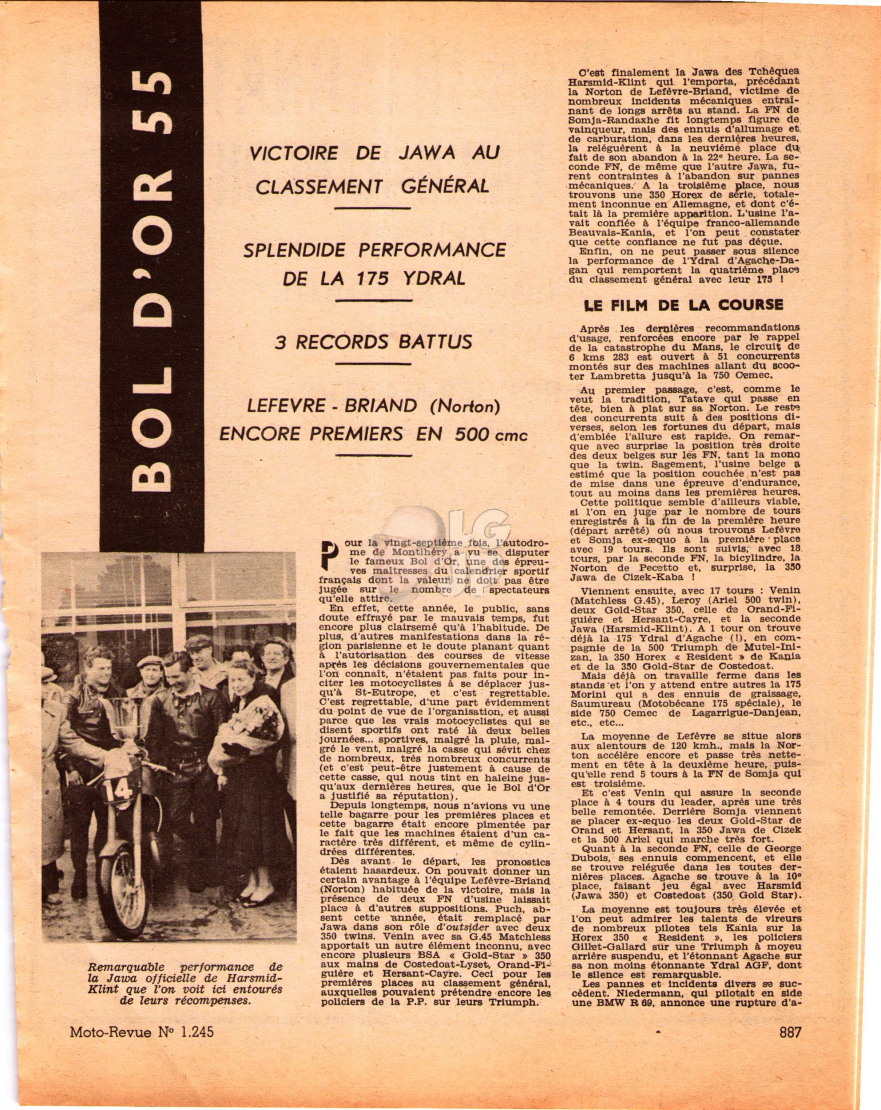 BOL D'OR 55
VICTOIRE DE JAWA AU
CLASSEMENT GÉNÉRAL
SPLENDIDE PERFORMANCE
DE LA 175 YDRAL
3 RECORDS BATTUS
LEFEVRE - BRIAND (Norton)
ENCORE PREMIERS EN 500 cmc
Pour la vingt-septième fois, l'autodro-
me de Montlhéry a vu se disputer
le fameux Bol d'Or, une des épreu-
ves maîtresses du calendrier sportif
français dont la valeur ne doit pas être
jugée sur nombre de spectateurs
qu'elle attire.
En effet, cette année, le public, sans
doute effrayé par le mauvais temps, fut
encore plus clairsemé qu'à l'habitude. De
plus, d'autres manifestations dans la ré-
gion parisienne et le doute planant quant
à l'autorisation des courses de vitesse
après les décisions gouvernementales que
l'on connaît, n'étaient pas faits pour in-
citer les motocyclistes à se déplacer jus-
qu'à St-Eutrope, et c'est regrettable.
C'est regrettable, d'une part évidemment
du point de vue de l'organisation, et aussi
parce que les vrais motocyclistes qui se
disent sportifs ont raté là deux belles
journées... sportives, malgré la pluie, mal-
gré le vent, malgré la casse qui sévit chez
de nombreux, très nombreux concurrents
(et c'est peut-être justement à cause de
cette casse, qui nous tint en haleine jus-
qu'aux dernières heures, que le Bol d'Or
a justifié sa réputation).
Depuis longtemps, nous n'avions vu une
telle bagarre pour les premières places et
cette bagarre était encore pimentée par
le fait que les machines étaient d'un ca-
ractère très différent, et même de cylin-
drées différentes.
Dès avant le départ, les pronostics
étaient hasardeux. On pouvait donner un
certain avantage à l'équipe Lefèvre-Briand
(Norton) habituée de la victoire, mais la
présence de deux FN d'usine laissait
place à d'autres suppositions. Puch, ab-
sent cette année, était remplacé par
Jawa dans son rôle d'outsider avec deux
350 twins. Venin avec sa G.45 Matchless
apportait un autre élément inconnu, avec
encore plusieurs BSA « Gold-Star » 350
aux mains de Costedoat-Lyset, Orand-Fi-
guière et Hersant-Cayre. Ceci pour les
premières places au classement général,
auxquelles pouvaient prétendre encore les
policiers de la P.P. sur leurs Triumph.
14
Remarquable performance de
la Jawa officielle de Harsmid-
Klint que l'on voit ici entourés
de leurs récompenses.
C'est finalement la Jawa des Tchèques
Harsmid-Klint qui l'emporta, précédant
la Norton de Lefèvre-Briand, victime de
nombreux incidents mécaniques entraî-
nant de longs arrêts au stand. La FN de
Somja-Randaxhe fit longtemps figure de
vainqueur, mais des ennuis d'allumage et
de carburation, dans les dernières heures,
la reléguèrent à la neuvième place du
fait de son abandon à la 22e heure. La se-
conde FN, de même que l'autre Jawa, fu-
rent contraintes à l'abandon sur pannes
mécaniques. A la troisième place, nous
trouvons une 350 Horex de série, totale-
ment inconnue en Allemagne, et dont c'é-
tait là la première apparition. L'usine l'a-
vait confiée à l'équipe franco-allemande
Beauvais-Kania, et l'on peut constater
que cette confiance ne fut pas déçue.
Enfin, on ne peut passer sous silence
la performance de l'Ydral d'Agache-Da-
gan qui remportent la quatrième place
du classement général avec leur 175 !
LE FILM DE LA COURSE
Après les dernières recommandations
d'usage, renforcées encore par le rappel
de la catastrophe du Mans, le circuit de
6 kms 283 est ouvert à 51 concurrents
montés sur des machines allant du scoo-
ter Lambretta jusqu'à la 750 Cemec.
Au premier passage, c'est, comme le
veut la tradition, Tatave qui passe en
tête, bien à plat sur sa Norton. Le reste
des concurrents suit à des positions di-
verses, selon les fortunes du départ, mais
d'emblée l'allure est rapide. On remar-
que avec surprise la position très droite
des deux belges sur les FN, tant la mono
que la twin. Sagement, l'usine belge a
estimé que la position couchée n'est pas
de mise dans une épreuve d'endurance,
tout au moins dans les premières heures.
Cette politique semble d'ailleurs viable,
si l'on en juge par le nombre de tours
enregistrés à la fin de la première heure
(départ arrêté) où nous trouvons Lefèvre
et Somja ex-æquo à la première place
avec 19 tours. Ils sont suivis, avec 18
tours, par la seconde FN, la bicylindre, la
Norton de Pecetto et, surprise, la 350
Jawa de Cizek-Kaba !
Viennent ensuite, avec 17 tours : Venin
(Matchless G.45), Leroy (Ariel 500 twin),
deux Gold-Star 350, celle de Orand-Fi-
guière et Hersant-Cayre, et la seconde
Jawa (Harsmid-Klint). A 1 tour on trouve
déjà la 175 Ydral d'Agache (!), en com-
pagnie de la 500 Triumph de Mutel-Ini-
zan, la 350 Horex « Resident » de Kania
et de la 350 Gold-Star de Costedoat.
Mais déjà on travaille ferme dans les
stands et l'on y attend entre autres la 175
Morini qui a des ennuis de graissage,
Saumureau (Motobécane 175 spéciale), le
side 750 Cemec de Lagarrigue-Danjean,
etc., etc...
La moyenne de Lefèvre se situe alors
aux alentours de 120 kmh., mais la Nor-
ton accélère encore et passe très nette-
ment en tête à la deuxième heure, puis-
qu'elle rend 5 tours à la FN de Somja qui
est troisième.
Et c'est Venin qui assure la seconde
place à 4 tours du leader, après une très
belle remontée. Derrière Somja viennent
se placer ex-æquo les deux Gold-Star de
Orand et Hersant, la 350 Jawa de Cizek
et la 500 Ariel qui marche très fort.
Quant à la seconde FN, celle de George
Dubois, ses ennuis commencent, et elle
se trouve reléguée dans les toutes der-
nières places. Agache se trouve à la 10e
place, faisant jeu égal avec Harsmid
(Jawa 350) et Costedoat (350 Gold Star).
La moyenne est toujours très élevée et
l'on peut admirer les talents de vireurs
de nombreux pilotes tels Kania sur la
Horex 350 « Resident », les policiers
Gillet-Gallard sur une Triumph à moyeu
arrière suspendu, et l'étonnant Agache sur
sa non moins étonnante Ydral AGF, dont
le silence est remarquable.
Les pannes et incidents divers se suc-
cèdent. Niedermann, qui pilotait en side
une BMW R 69, annonce une rupture d'a-
Moto-Revue No 1.245
887